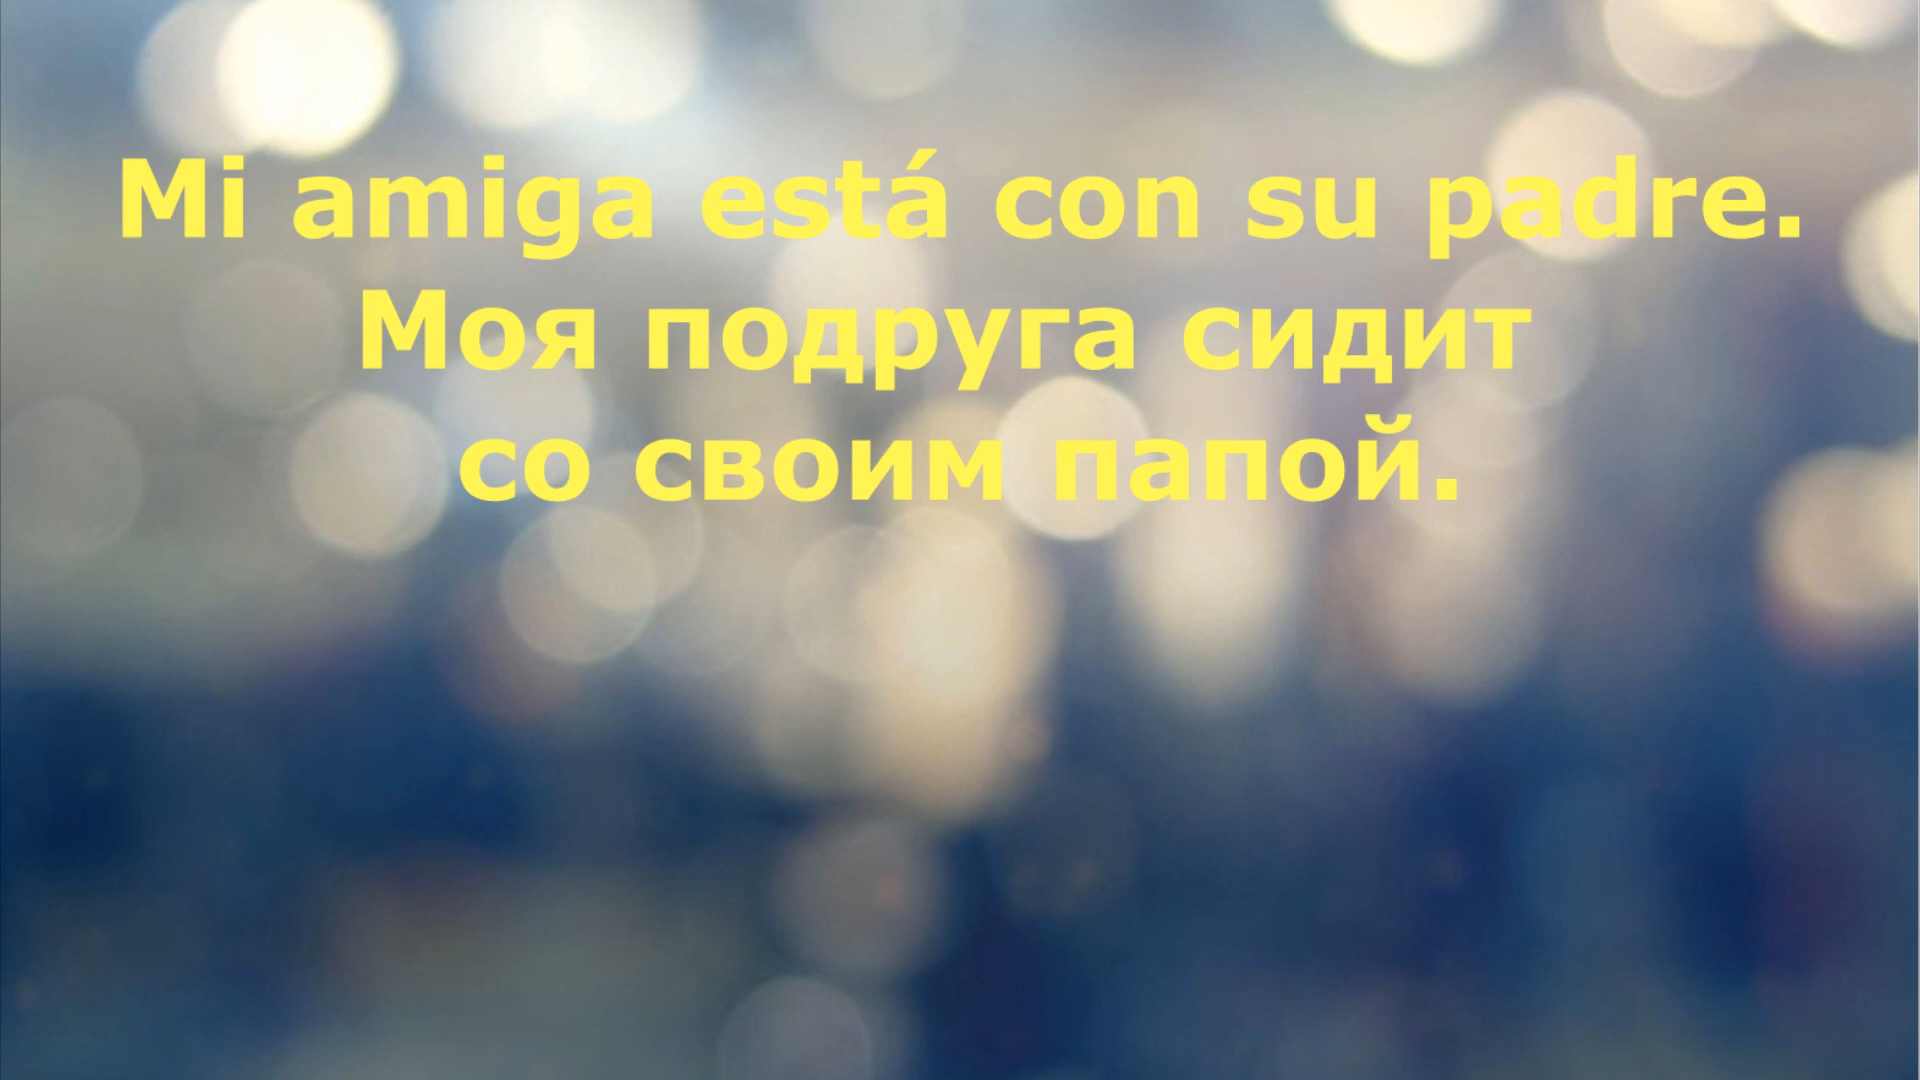 Mi amiga está con su padre.
Моя подруга сидит
со своим папой.